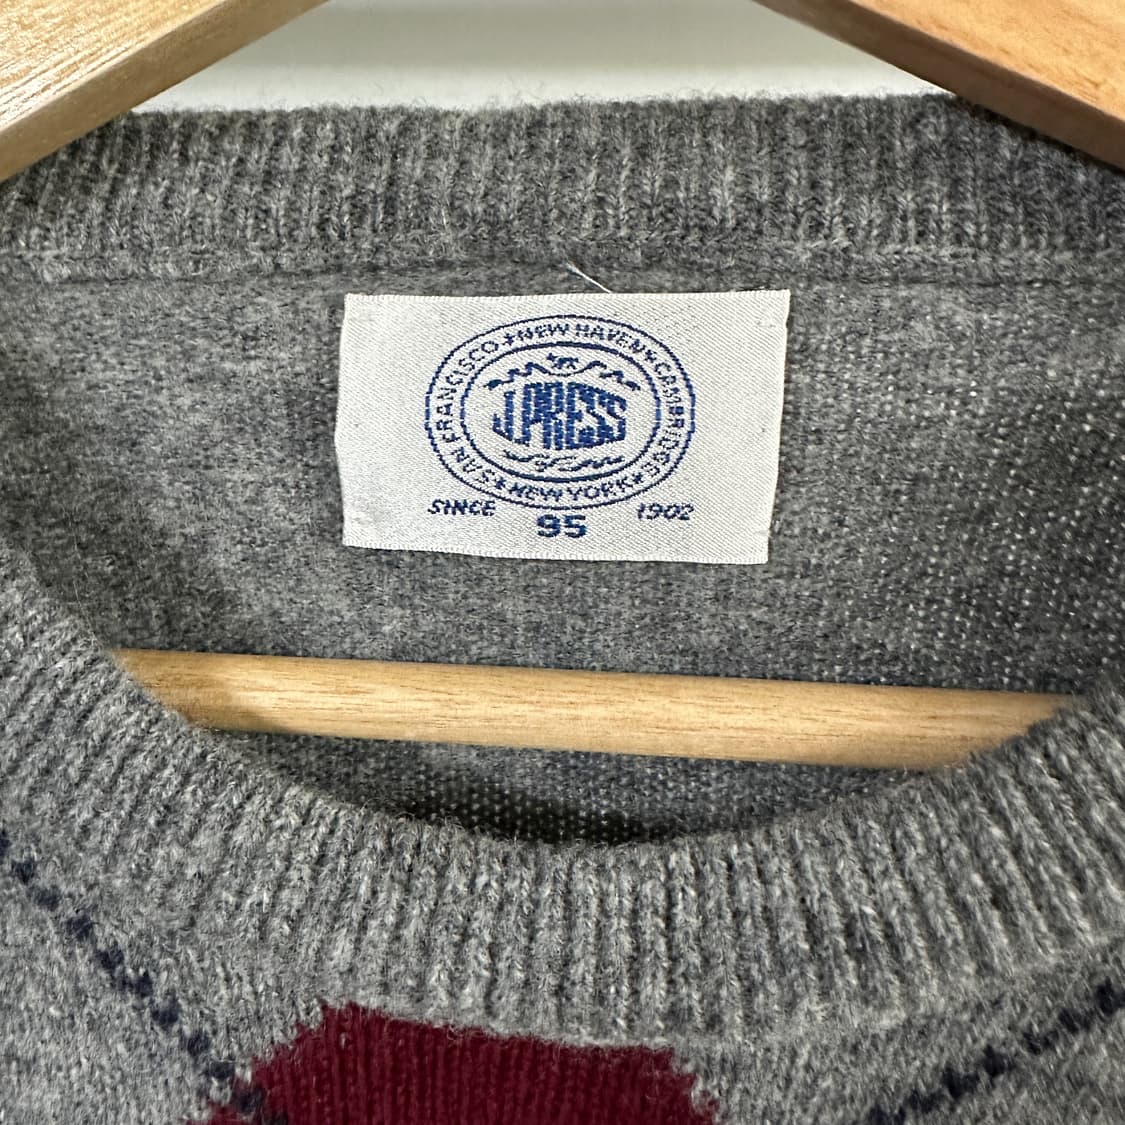 SAN FRANCISCO ★ NEW HAVEN ★ CAMBRIDGE ★ NEW YORK ★
J.PRESS
SINCE 1902
95